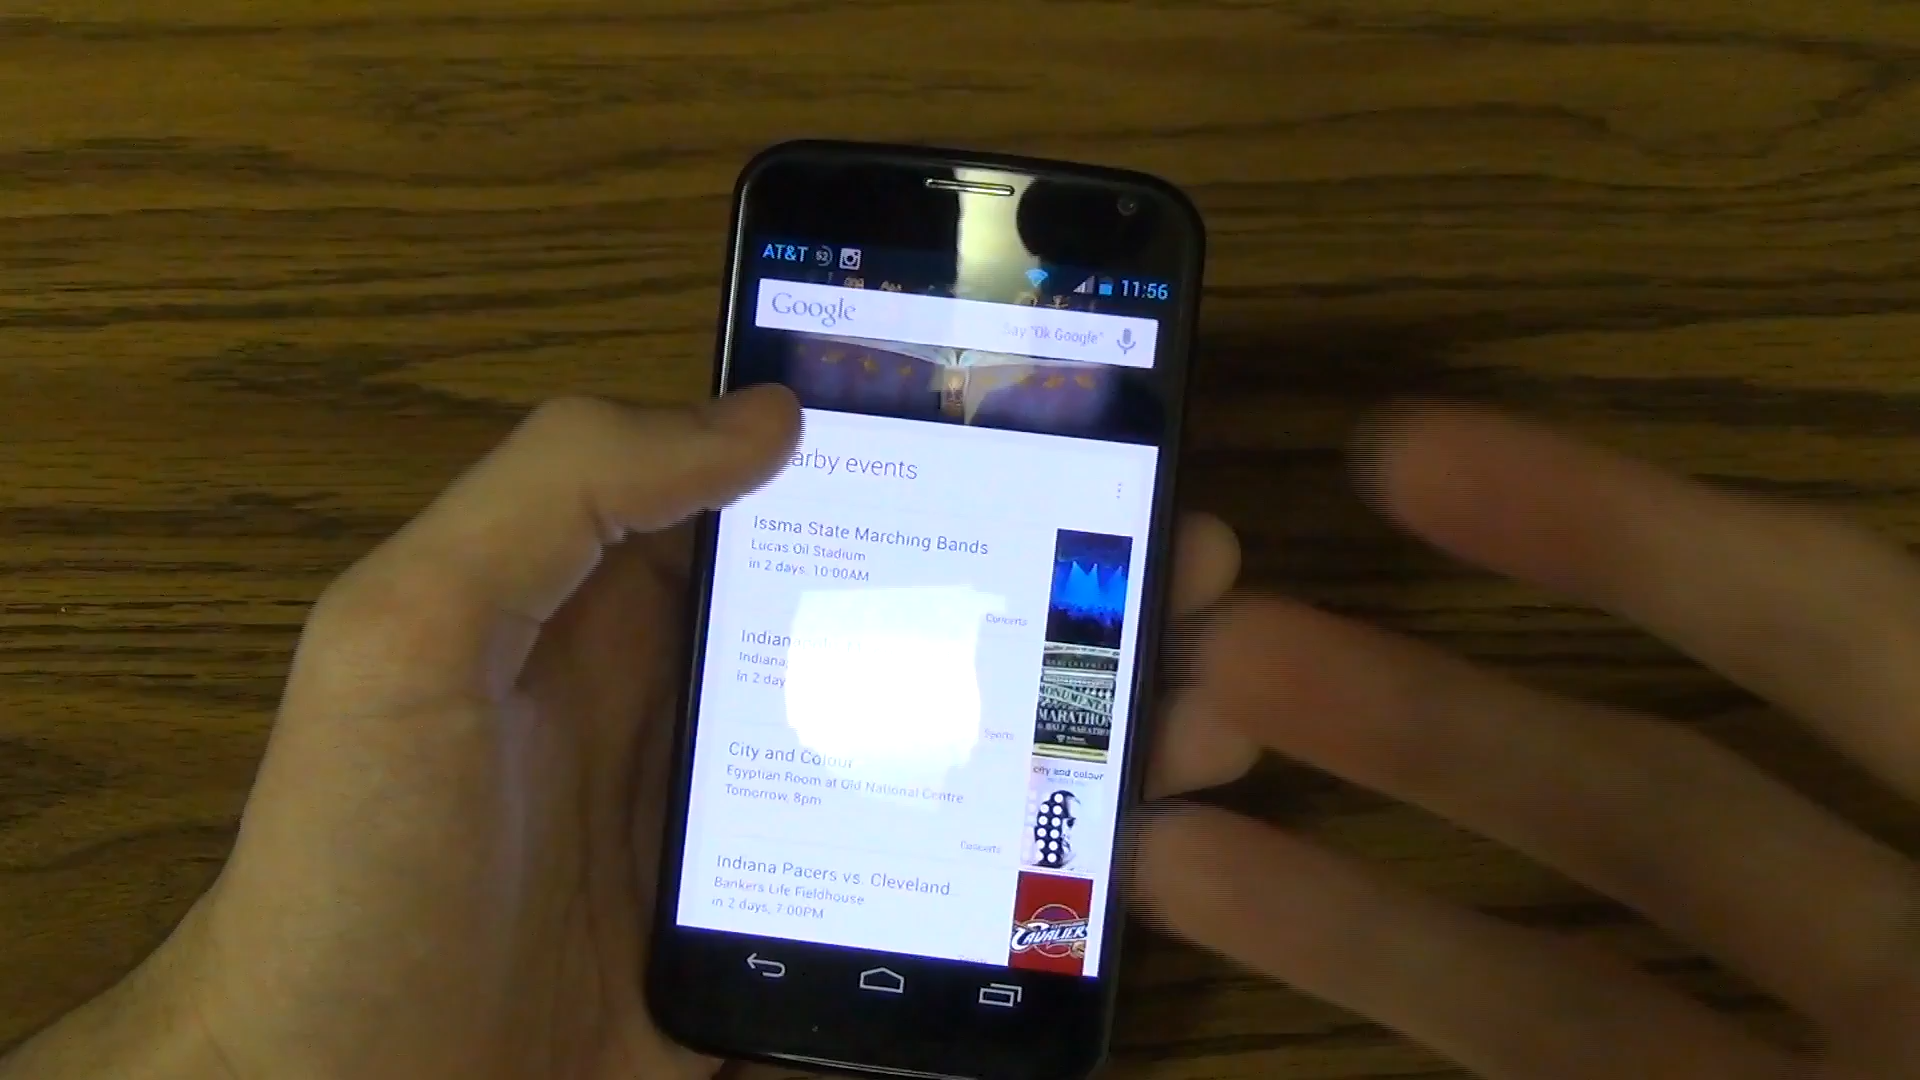 AT&T 52 11:56
Google Say "Ok Google"
arby events
Issma State Marching Bands
Lucas Oil Stadium
in 2 days, 10:00AM
Concerts
Indian
Indiana,
in 2 day
Sports
MONUMENTAL
MARATHON
City and Colour
Egyptian Room at Old National Centre
Tomorrow, 8pm
city and colour
Concerts
Indiana Pacers vs. Cleveland
Bankers Life Fieldhouse
in 2 days, 7:00PM
CAVALIERS